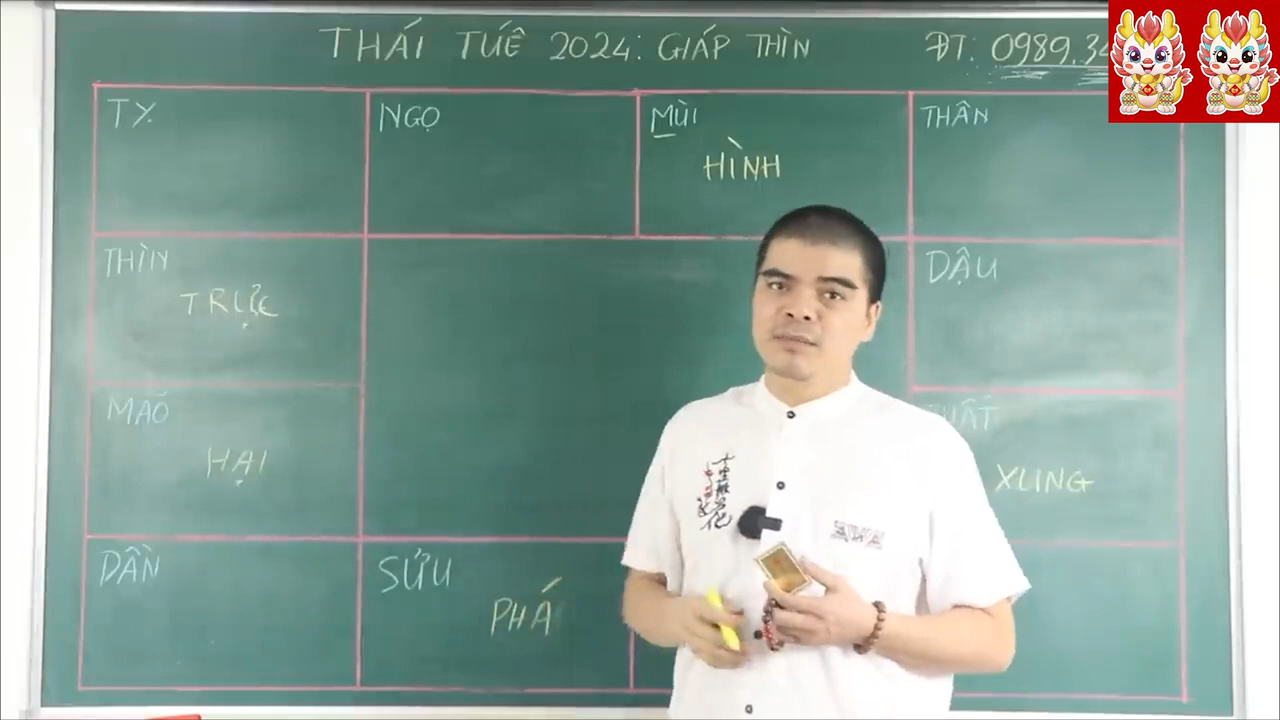 THÁI TUẾ 2024: GIÁP THÌN
ĐT: 0989.34
TỴ
NGỌ
MÙI
THÂN
HÌNH
THÌN
DẬU
TRỰC
MÃO
UẤT
HẠI
XUNG
DẦN
SỬU
PHÁ